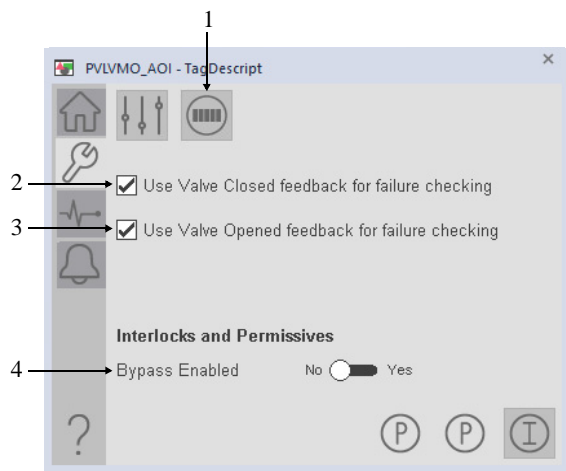 1
PVLVMO_AOI - TagDescript
2
Use Valve Closed feedback for failure checking
3
Use Valve Opened feedback for failure checking
Interlocks and Permissives
4
Bypass Enabled No Yes
? P P I